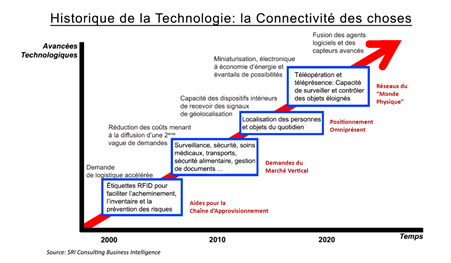 Historique de la Technologie: la Connectivité des choses
Avancées
Technologiques
Fusion des agents
logiciels et des
capteurs avancés
Miniaturisation, électronique
à économie d'énergie et
évantails de possibilités
Téléopération et
téléprésence: Capacité
de surveiller et contrôler
des objets éloignés
Réseaux du
"Monde
Physique"
Capacité des dispositifs intérieurs
de recevoir des signaux
de géolocalisation
Localisation des personnes
et objets du quotidien
Positionnement
Omniprésent
Réduction des coûts menant
à la diffusion d'une 2ème
vague de demandes
Surveillance, sécurité, soins
médicaux, transports,
sécurité alimentaire, gestion
de documents ...
Demandes du
Marché Vertical
Demande
de logistique accélérée
Étiquettes RFID pour
faciliter l'acheminement,
l'inventaire et la
prévention des risques
Aides pour la
Chaîne d'Approvisionnement
2000
2010
2020
Temps
Source: SRI Consulting Business Intelligence